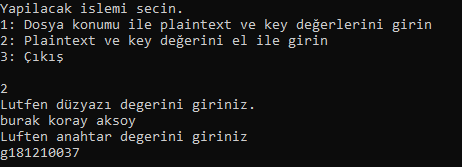 Yapilacak islemi secin.
1: Dosya konumu ile plaintext ve key değerlerini girin
2: Plaintext ve key değerini el ile girin
3: Çıkış
2
Lutfen düzyazı degerini giriniz.
burak koray aksoy
Luften anahtar degerini giriniz
g181210037